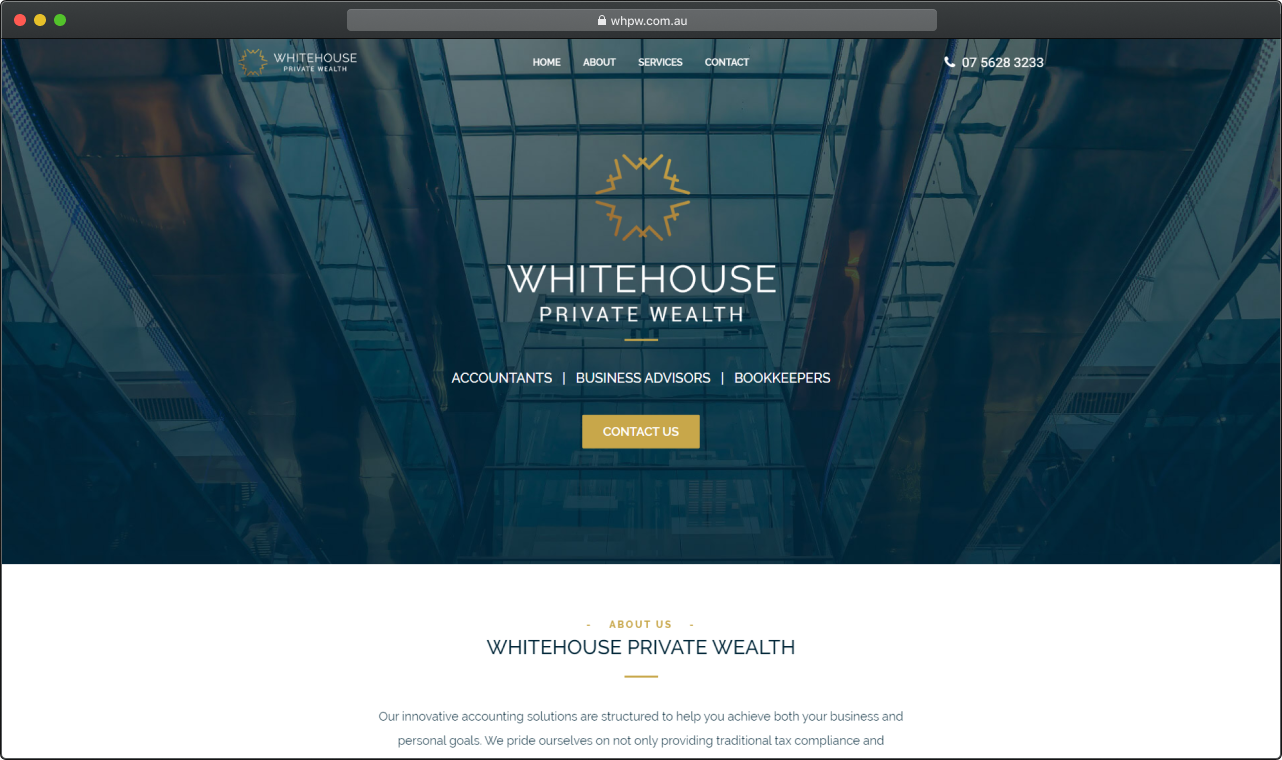 whpw.com.au
WHITEHOUSE
PRIVATE WEALTH
HOME ABOUT SERVICES CONTACT
07 5628 3233
WHITEHOUSE
PRIVATE WEALTH
ACCOUNTANTS | BUSINESS ADVISORS | BOOKKEEPERS
CONTACT US
- ABOUT US -
WHITEHOUSE PRIVATE WEALTH
Our innovative accounting solutions are structured to help you achieve both your business and
personal goals. We pride ourselves on not only providing traditional tax compliance and